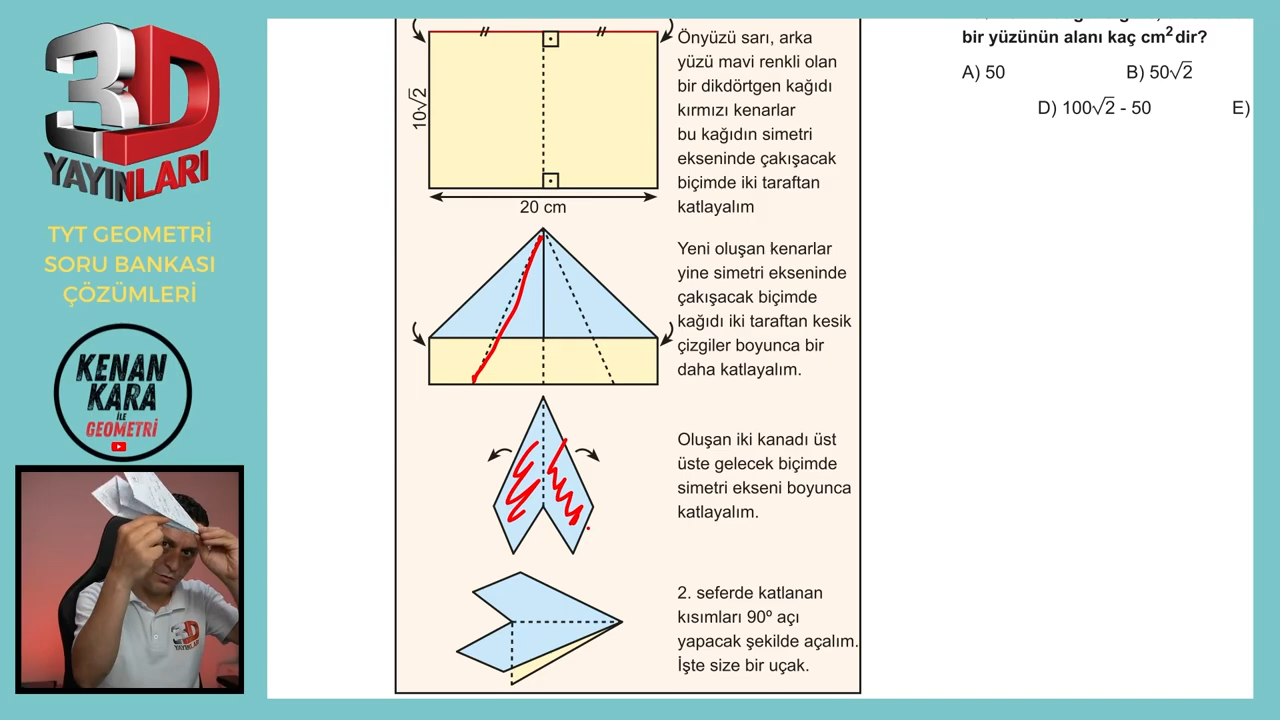 3D
YAYINLARI
TYT GEOMETRİ
SORU BANKASI
ÇÖZÜMLERİ
KENAN
KARA
İLE
GEOMETRİ
3D
YAYINLARI
10√2
20 cm
Önyüzü sarı, arka
yüzü mavi renkli olan
bir dikdörtgen kağıdı
kırmızı kenarlar
bu kağıdın simetri
ekseninde çakışacak
biçimde iki taraftan
katlayalım
Yeni oluşan kenarlar
yine simetri ekseninde
çakışacak biçimde
kağıdı iki taraftan kesik
çizgiler boyunca bir
daha katlayalım.
Oluşan iki kanadı üst
üste gelecek biçimde
simetri ekseni boyunca
katlayalım.
2. seferde katlanan
kısımları 90º açı
yapacak şekilde açalım.
İşte size bir uçak.
bir yüzünün alanı kaç cm²dir?
A) 50 B) 50√2
D) 100√2 - 50 E)